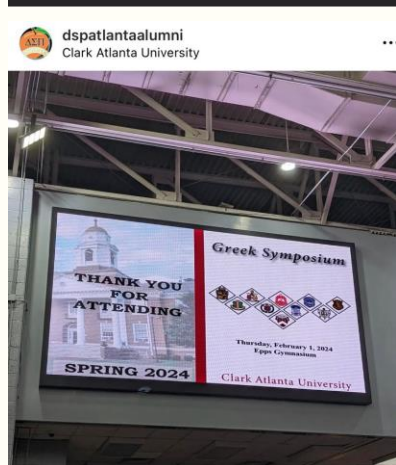 dspatlantaalumni
Clark Atlanta University
ΔΣΠ
THANK YOU
FOR
ATTENDING
SPRING 2024
Greek Symposium
Thursday, February 1, 2024
Epps Gymnasium
Clark Atlanta University